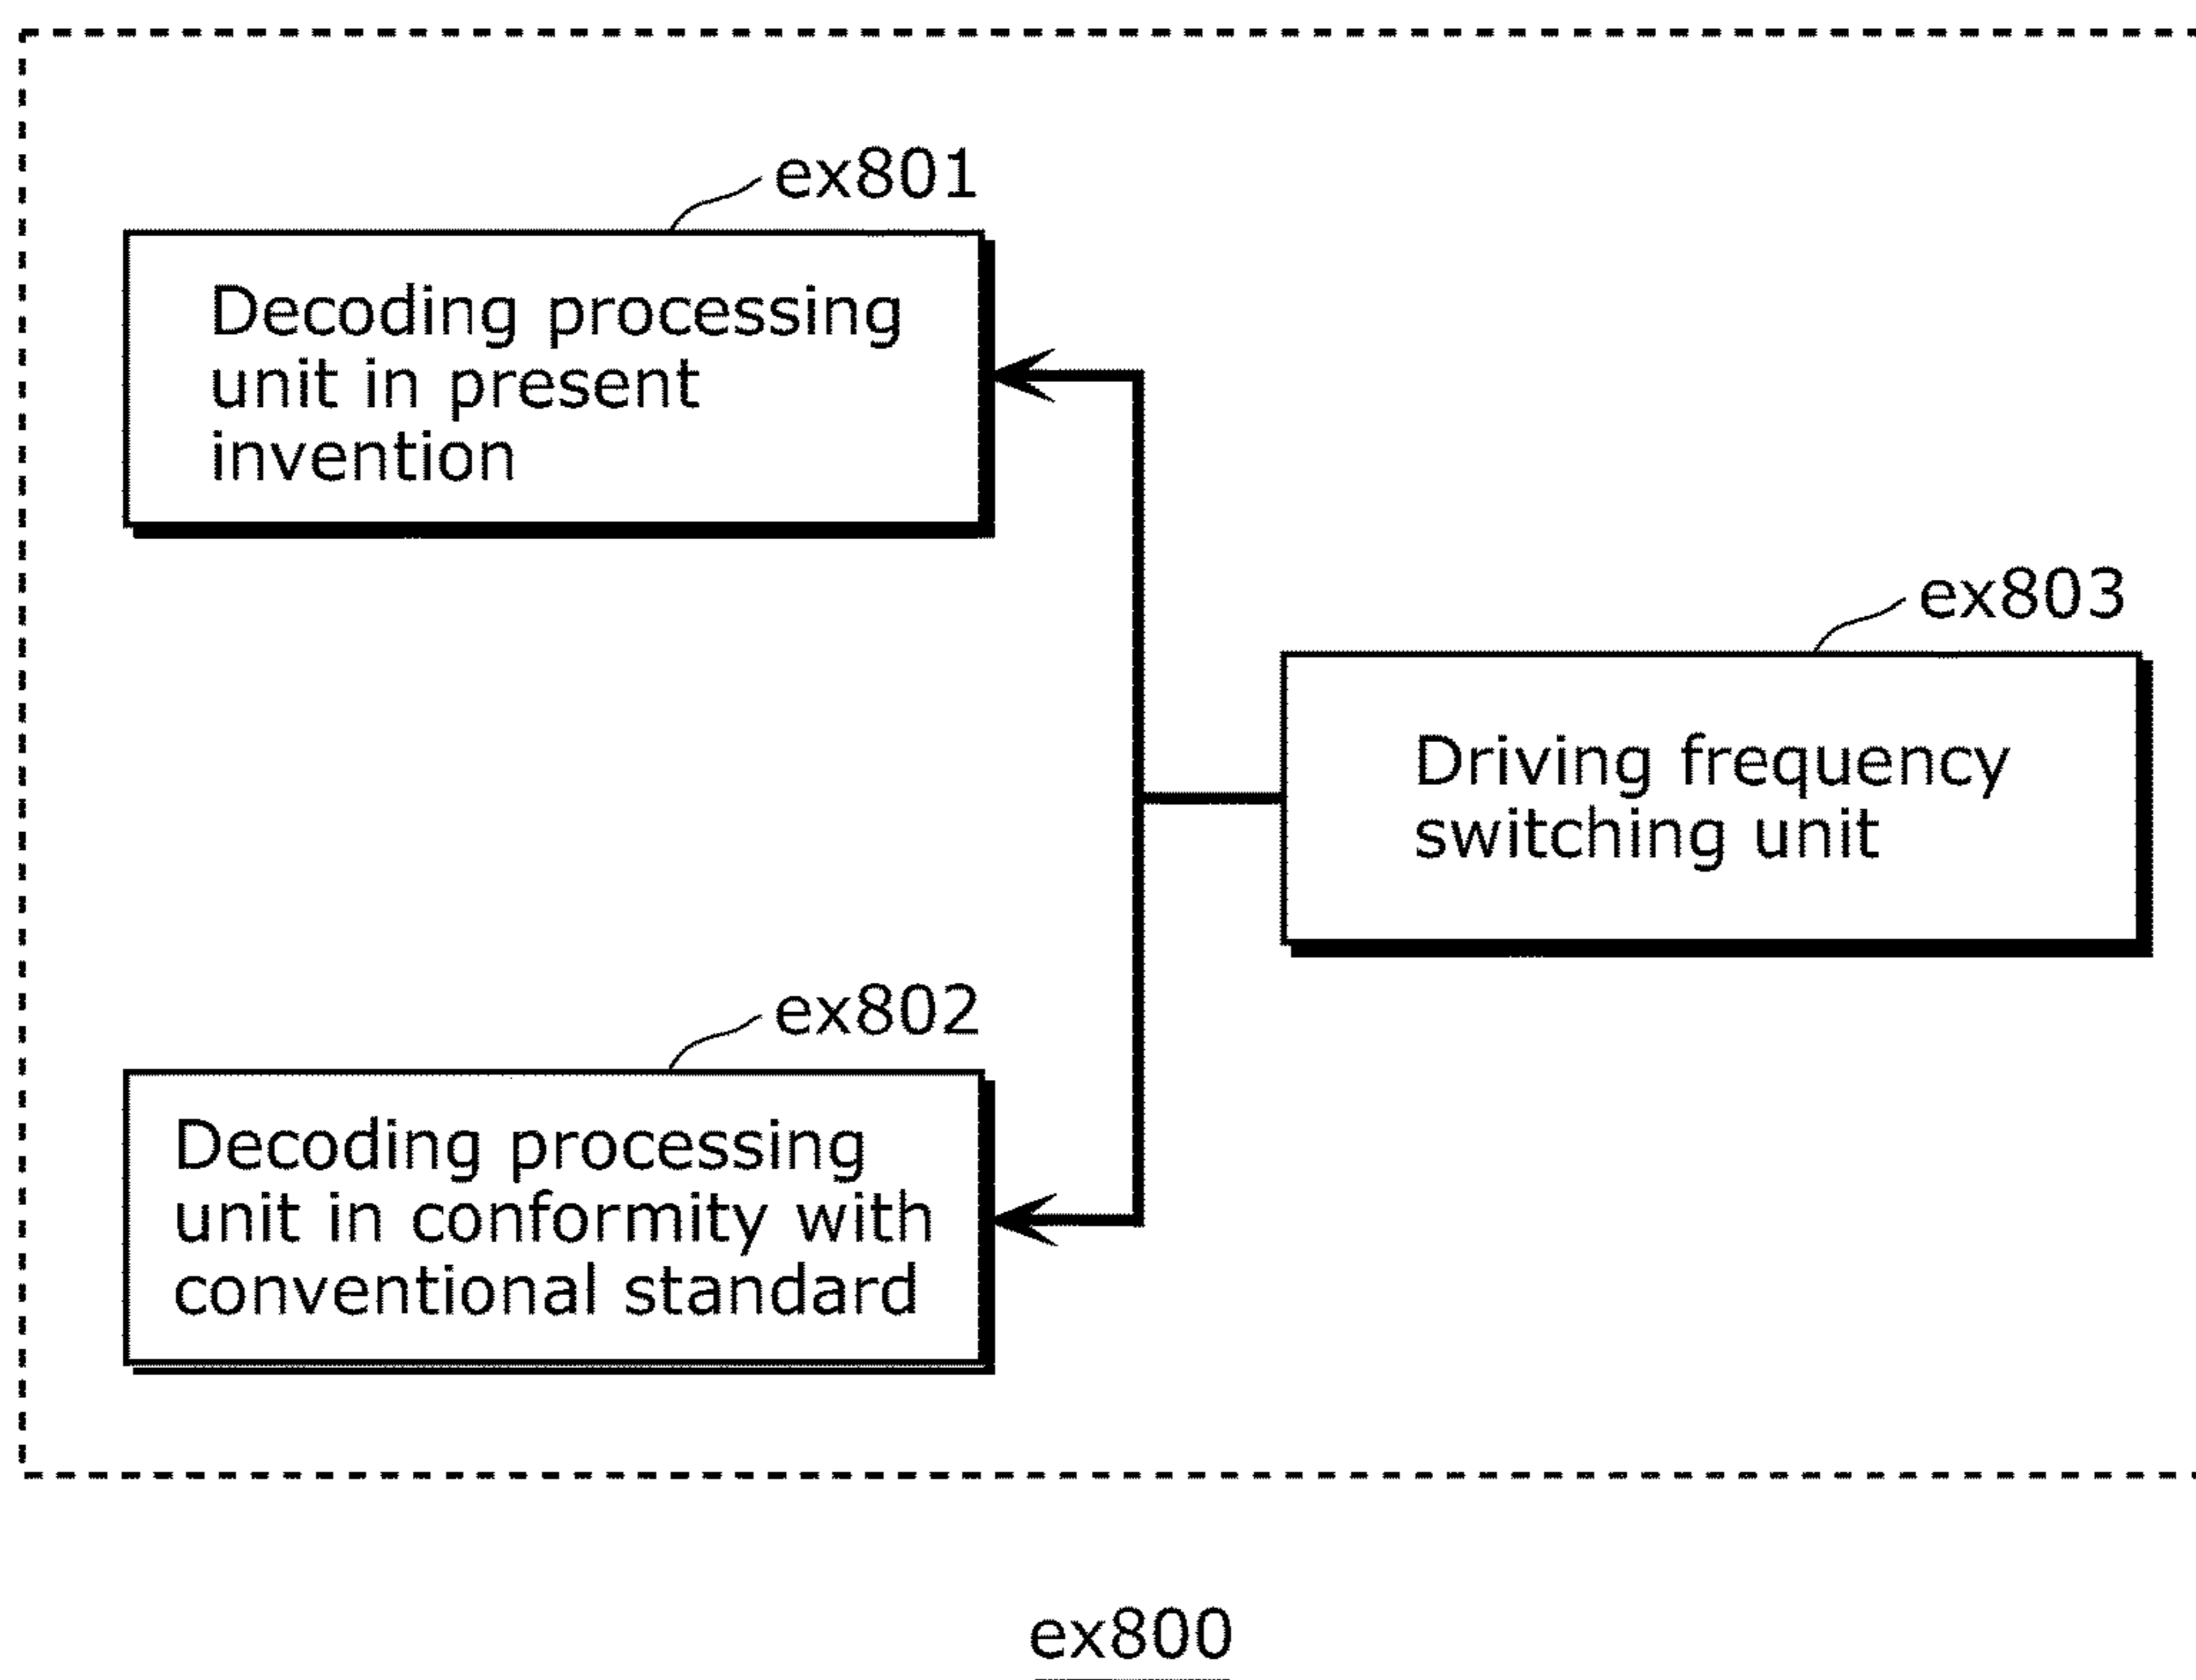 ex801
Decoding processing
unit in present
invention
ex803
Driving frequency
switching unit
ex802
Decoding processing
unit in conformity with
conventional standard
ex800